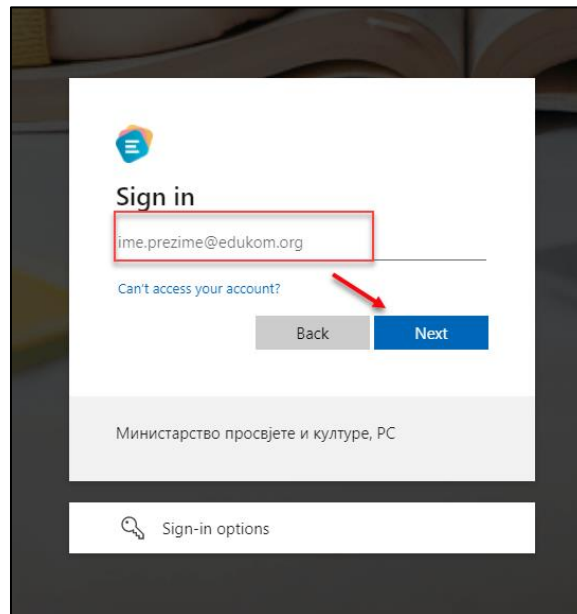 Sign in
ime.prezime@edukom.org
Can't access your account?
Back Next
Министарство просвјете и културе, РС
Sign-in options